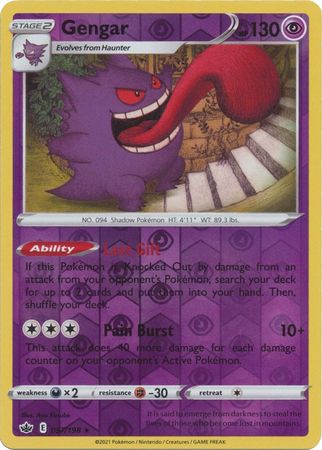 STAGE 2
Gengar
130
Evolves from Haunter
NO. 094 Shadow Pokémon HT: 4'11" WT: 89.3 lbs.
Ability Last Gift
If this Pokémon is Knocked Out by damage from an
attack from your opponent's Pokémon, search your
deck for up to 2 cards and put them into your hand. Then,
shuffle your deck.
Pain Burst 10+
This attack does 40 more damage for each damage
counter on your opponent's Active Pokémon.
weakness ×2 resistance -30 retreat
Illus.
E 057/198 ★
It is said to emerge from darkness to steal the
lives of those who become lost in mountains.
©2021 Pokémon / Nintendo / Creatures / GAME FREAK